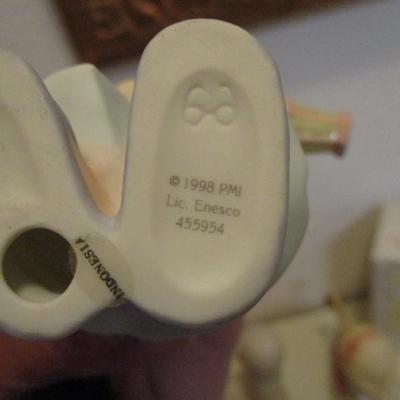 © 1998 PMI
Lic. Enesco
455954
INDONESIA